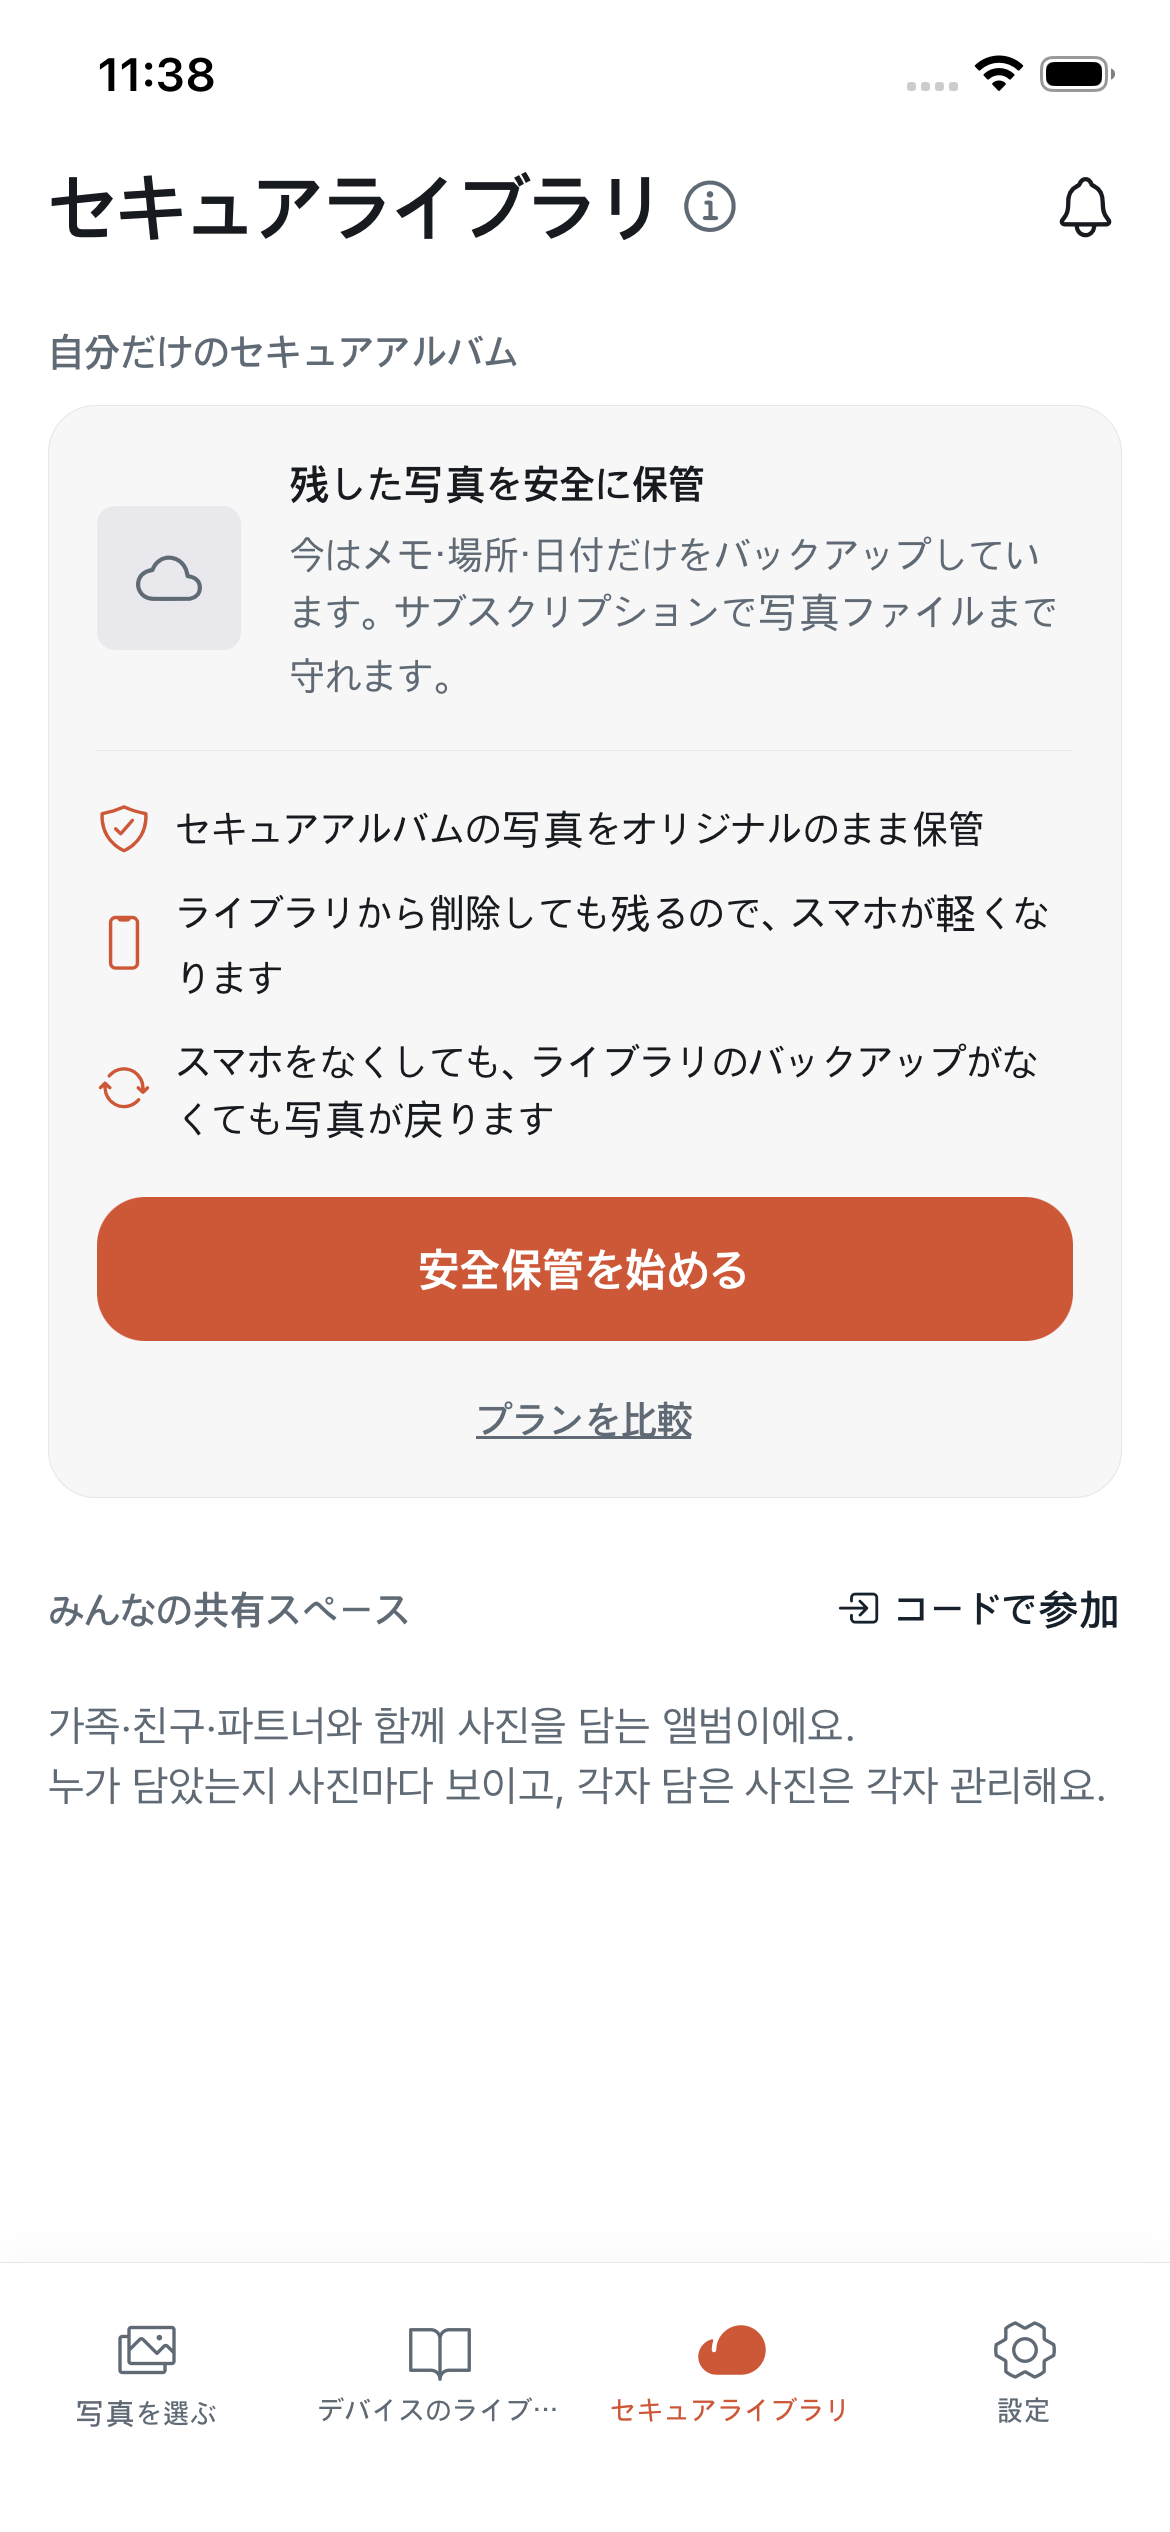 11:38
セキュアライブラリ
自分だけのセキュアアルバム
残した写真を安全に保管
今はメモ·場所·日付だけをバックアップしてい
ます。サブスクリプションで写真ファイルまで
守れます。
セキュアアルバムの写真をオリジナルのまま保管
ライブラリから削除しても残るので、スマホが軽くな
ります
スマホをなくしても、ライブラリのバックアップがな
くても写真が戻ります
安全保管を始める
プランを比較
みんなの共有スペース
コードで参加
가족·친구·파트너와 함께 사진을 담는 앨범이에요.
누가 담았는지 사진마다 보이고, 각자 담은 사진은 각자 관리해요.
写真を選ぶ
デバイスのライブ…
セキュアライブラリ
設定